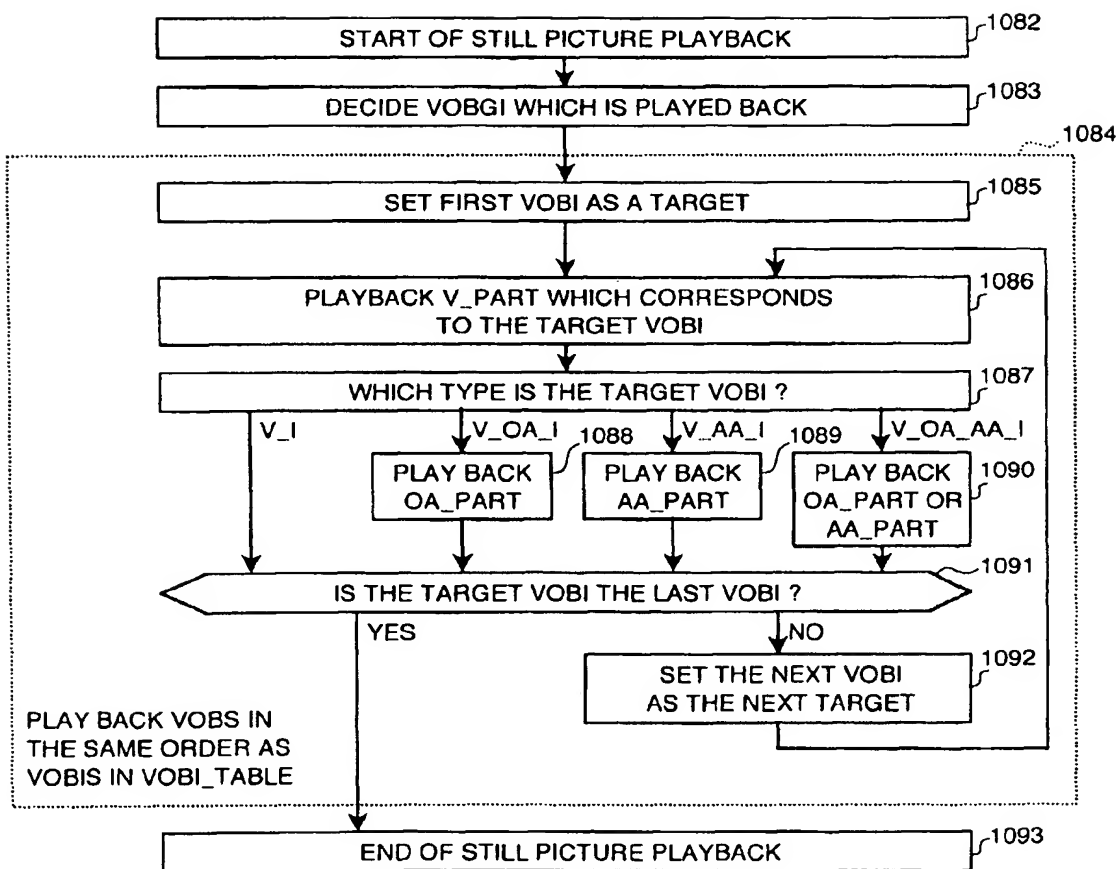 START OF STILL PICTURE PLAYBACK
1082
DECIDE VOBGI WHICH IS PLAYED BACK
1083
1084
SET FIRST VOBI AS A TARGET
1085
PLAYBACK V_PART WHICH CORRESPONDS
TO THE TARGET VOBI
1086
WHICH TYPE IS THE TARGET VOBI ?
1087
V_I
V_OA_I
1088
V_AA_I
1089
V_OA_AA_I
PLAY BACK
OA_PART
PLAY BACK
AA_PART
PLAY BACK
OA_PART OR
AA_PART
1090
IS THE TARGET VOBI THE LAST VOBI ?
1091
YES
NO
SET THE NEXT VOBI
AS THE NEXT TARGET
1092
PLAY BACK VOBS IN
THE SAME ORDER AS
VOBIS IN VOBI_TABLE
END OF STILL PICTURE PLAYBACK
1093